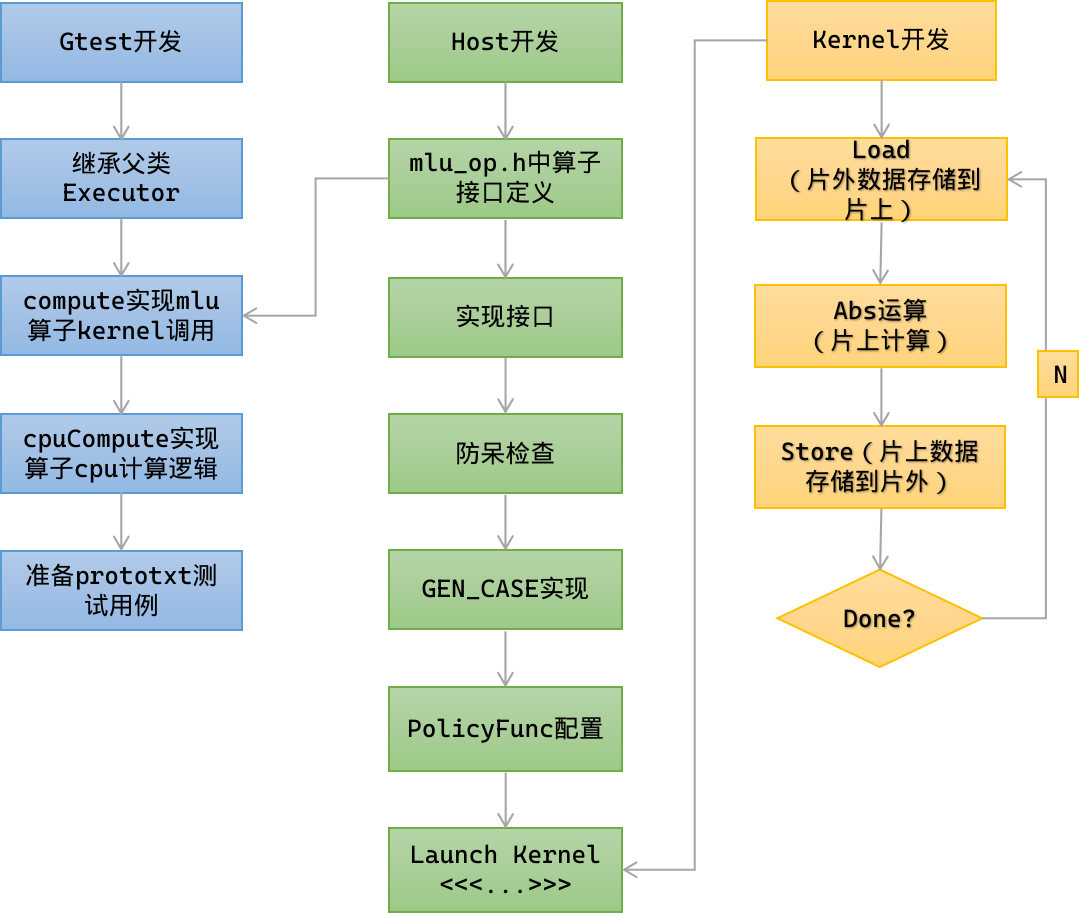 Gtest开发
继承父类
Executor
compute实现mlu
算子kernel调用
cpuCompute实现
算子cpu计算逻辑
准备prototxt测
试用例
Host开发
mlu_op.h中算子
接口定义
实现接口
防呆检查
GEN_CASE实现
PolicyFunc配置
Launch Kernel
<<<...>>>
Kernel开发
Load
（片外数据存储到
片上）
Abs运算
（片上计算）
Store（片上数据
存储到片外）
Done?
N